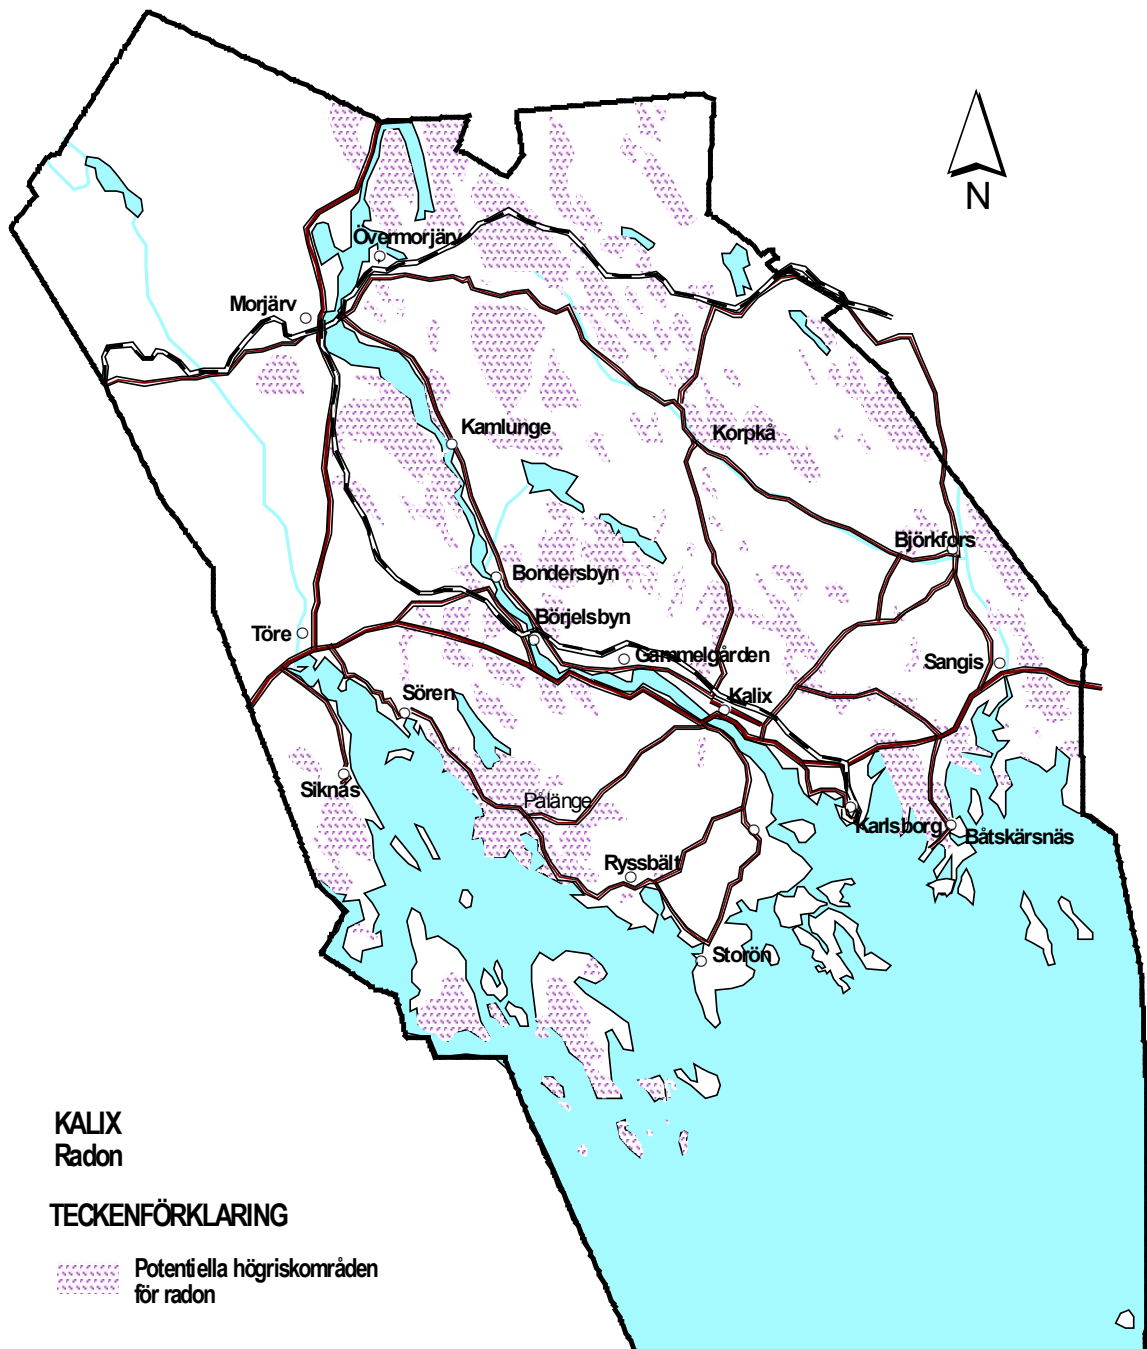 N
Övermorjärv
Morjärv
Kamlunge
Korpkå
Björkfors
Bondersbyn
Börjelsbyn
Töre
Gammelgården
Sangis
Sören
Kalix
Siknäs
Pålänge
Karlsborg
Båtskärsnäs
Ryssbält
Storön
KALIX
Radon
TECKENFÖRKLARING
Potentiella högriskområden
för radon